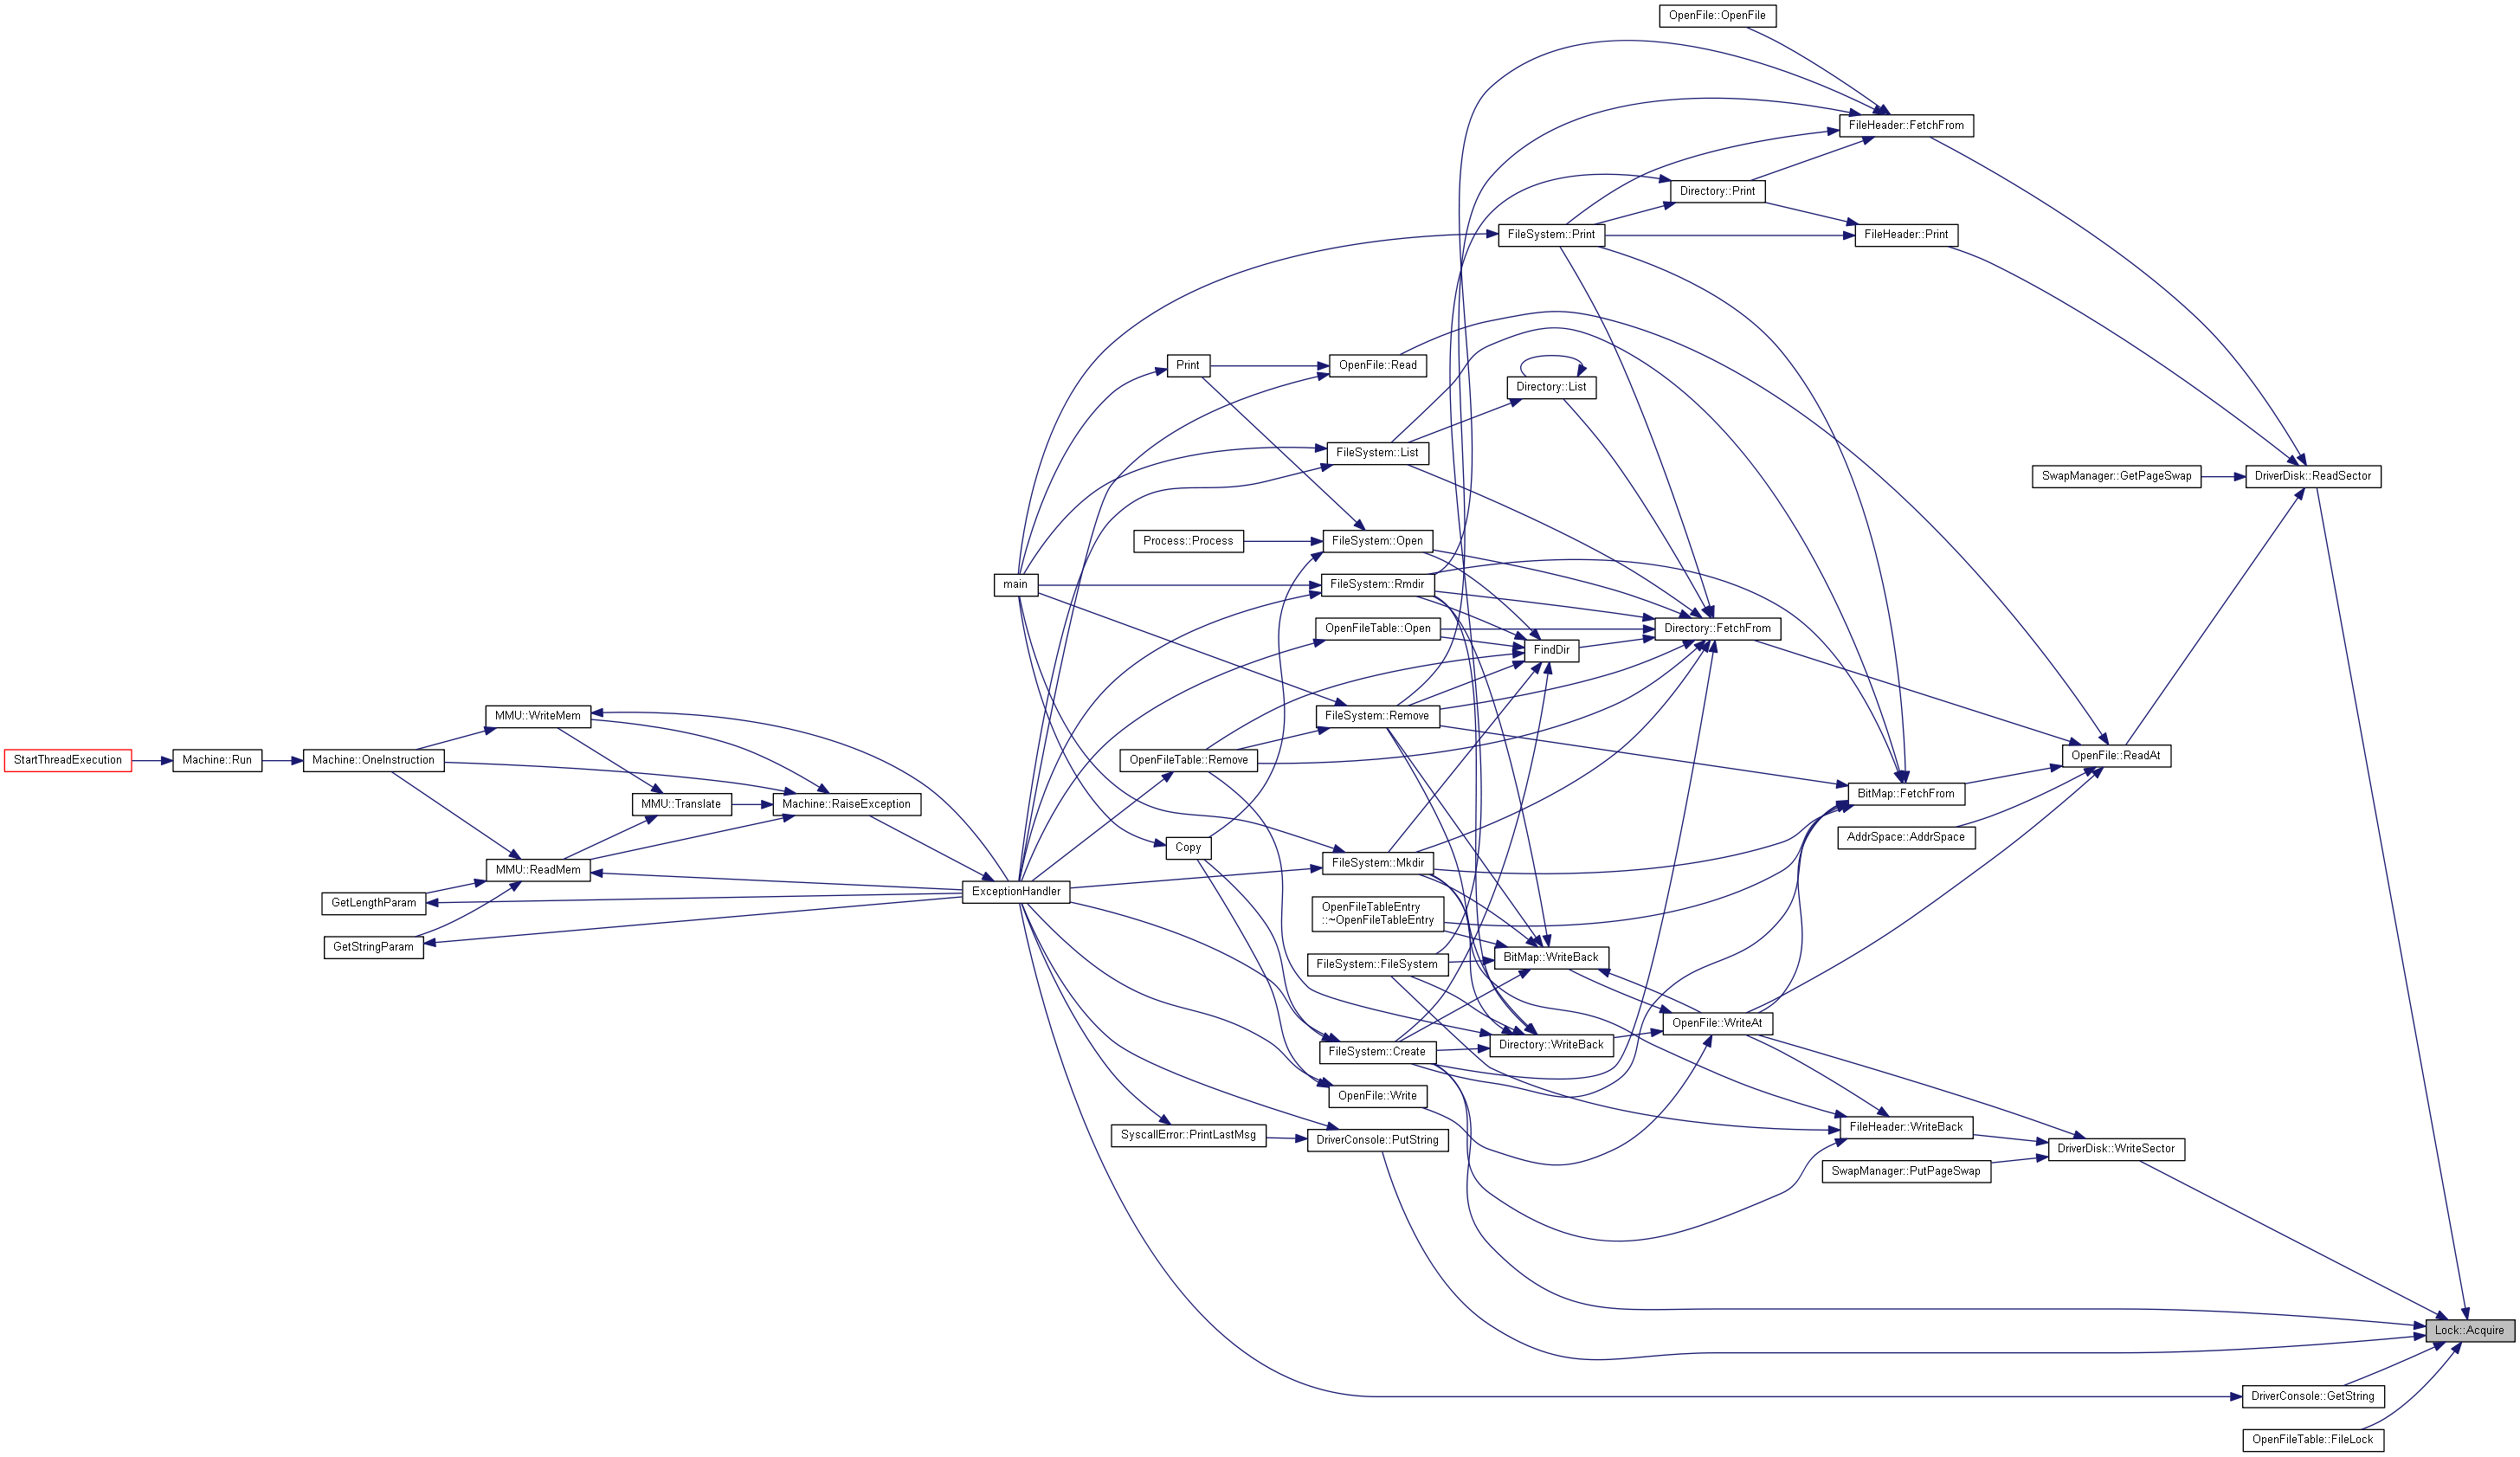 OpenFile::OpenFile
FileHeader::FetchFrom
Directory::Print
FileSystem::Print
FileHeader::Print
Print
OpenFile::Read
Directory::List
FileSystem::List
SwapManager::GetPageSwap
DriverDisk::ReadSector
Process::Process
FileSystem::Open
main
FileSystem::Rmdir
OpenFileTable::Open
Directory::FetchFrom
FindDir
MMU::WriteMem
FileSystem::Remove
StartThreadExecution
Machine::Run
Machine::OneInstruction
OpenFileTable::Remove
OpenFile::ReadAt
MMU::Translate
Machine::RaiseException
BitMap::FetchFrom
AddrSpace::AddrSpace
Copy
MMU::ReadMem
FileSystem::Mkdir
ExceptionHandler
GetLengthParam
OpenFileTableEntry
::~OpenFileTableEntry
GetStringParam
BitMap::WriteBack
FileSystem::FileSystem
OpenFile::WriteAt
Directory::WriteBack
FileSystem::Create
OpenFile::Write
FileHeader::WriteBack
SyscallError::PrintLastMsg
DriverConsole::PutString
DriverDisk::WriteSector
SwapManager::PutPageSwap
Lock::Acquire
DriverConsole::GetString
OpenFileTable::FileLock